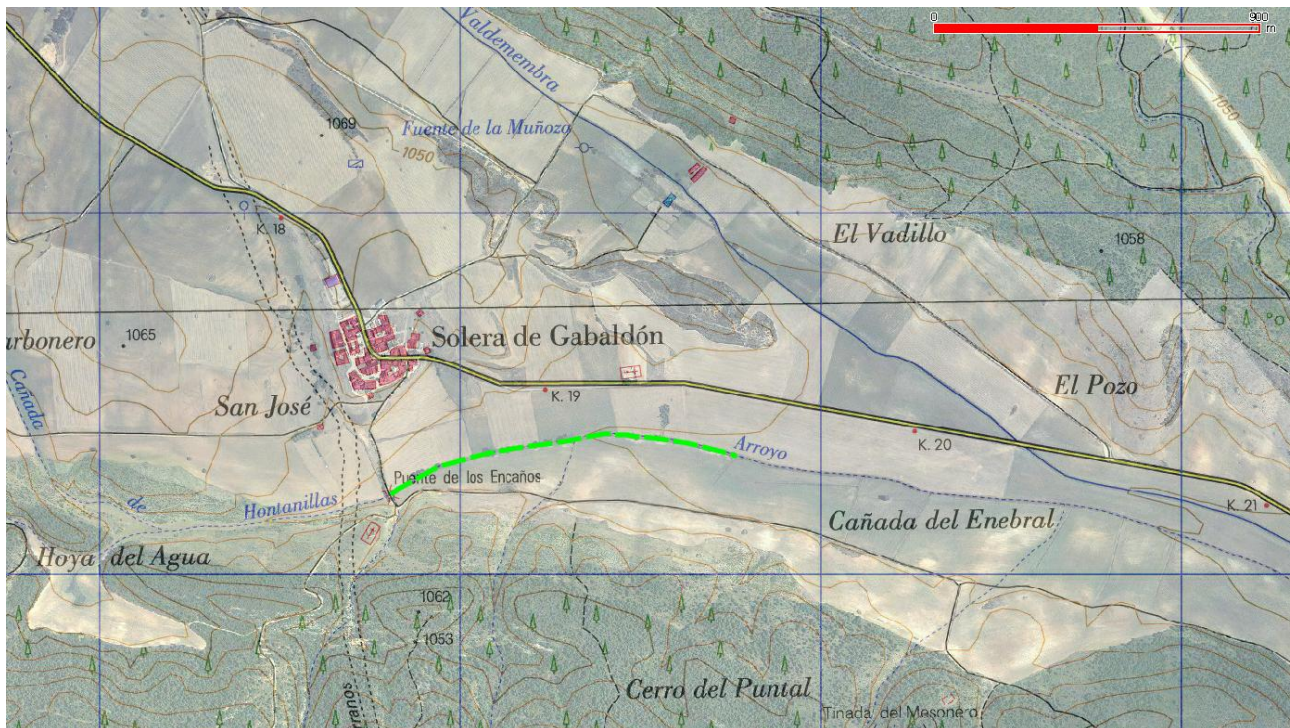 0 900
m
Valdemembra
1050
1069
Fuente de la Muñoza
1050
K. 18
El Vadillo
1058
1065
Solera de Gabaldón
Cañada
San José
K. 19
El Pozo
K. 20
Arroyo
Puente de los Encaños
de
Hontanillas
K. 21
Cañada del Enebral
Hoya del Agua
1062
1053
Cerro del Puntal
Tinada del Mesonero